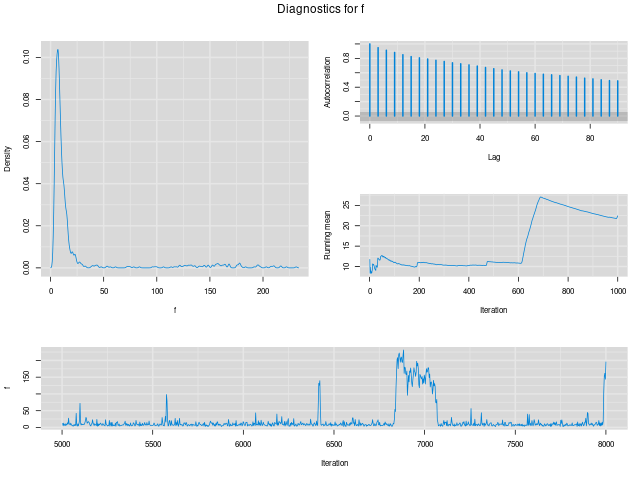 Diagnostics for f
Density
0.00 0.02 0.04 0.06 0.08 0.10
0 50 100 150 200
f
Autocorrelation
0.0 0.4 0.8
0 20 40 60 80
Lag
Running mean
10 15 20 25
0 200 400 600 800 1000
Iteration
f
0 50 150
5000 5500 6000 6500 7000 7500 8000
Iteration